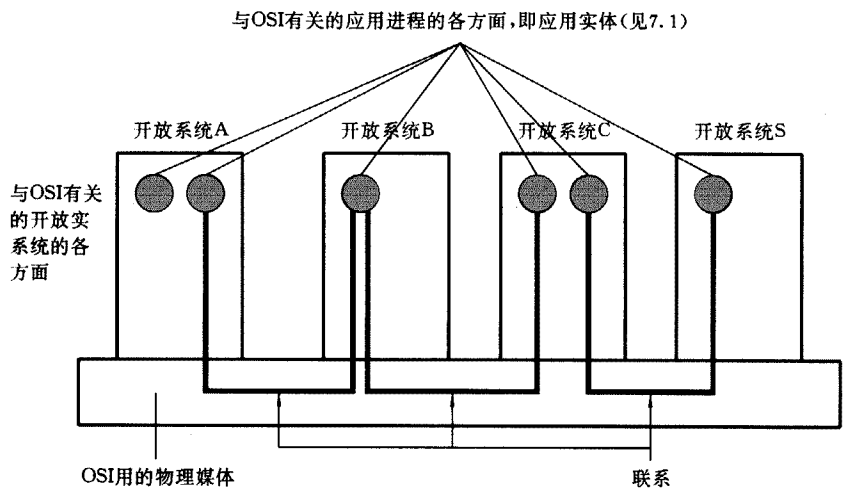 与OSI有关的应用进程的各方面,即应用实体(见7.1)
开放系统A
开放系统B
开放系统C
开放系统S
与OSI有关
的开放实
系统的各
方面
OSI用的物理媒体
联系